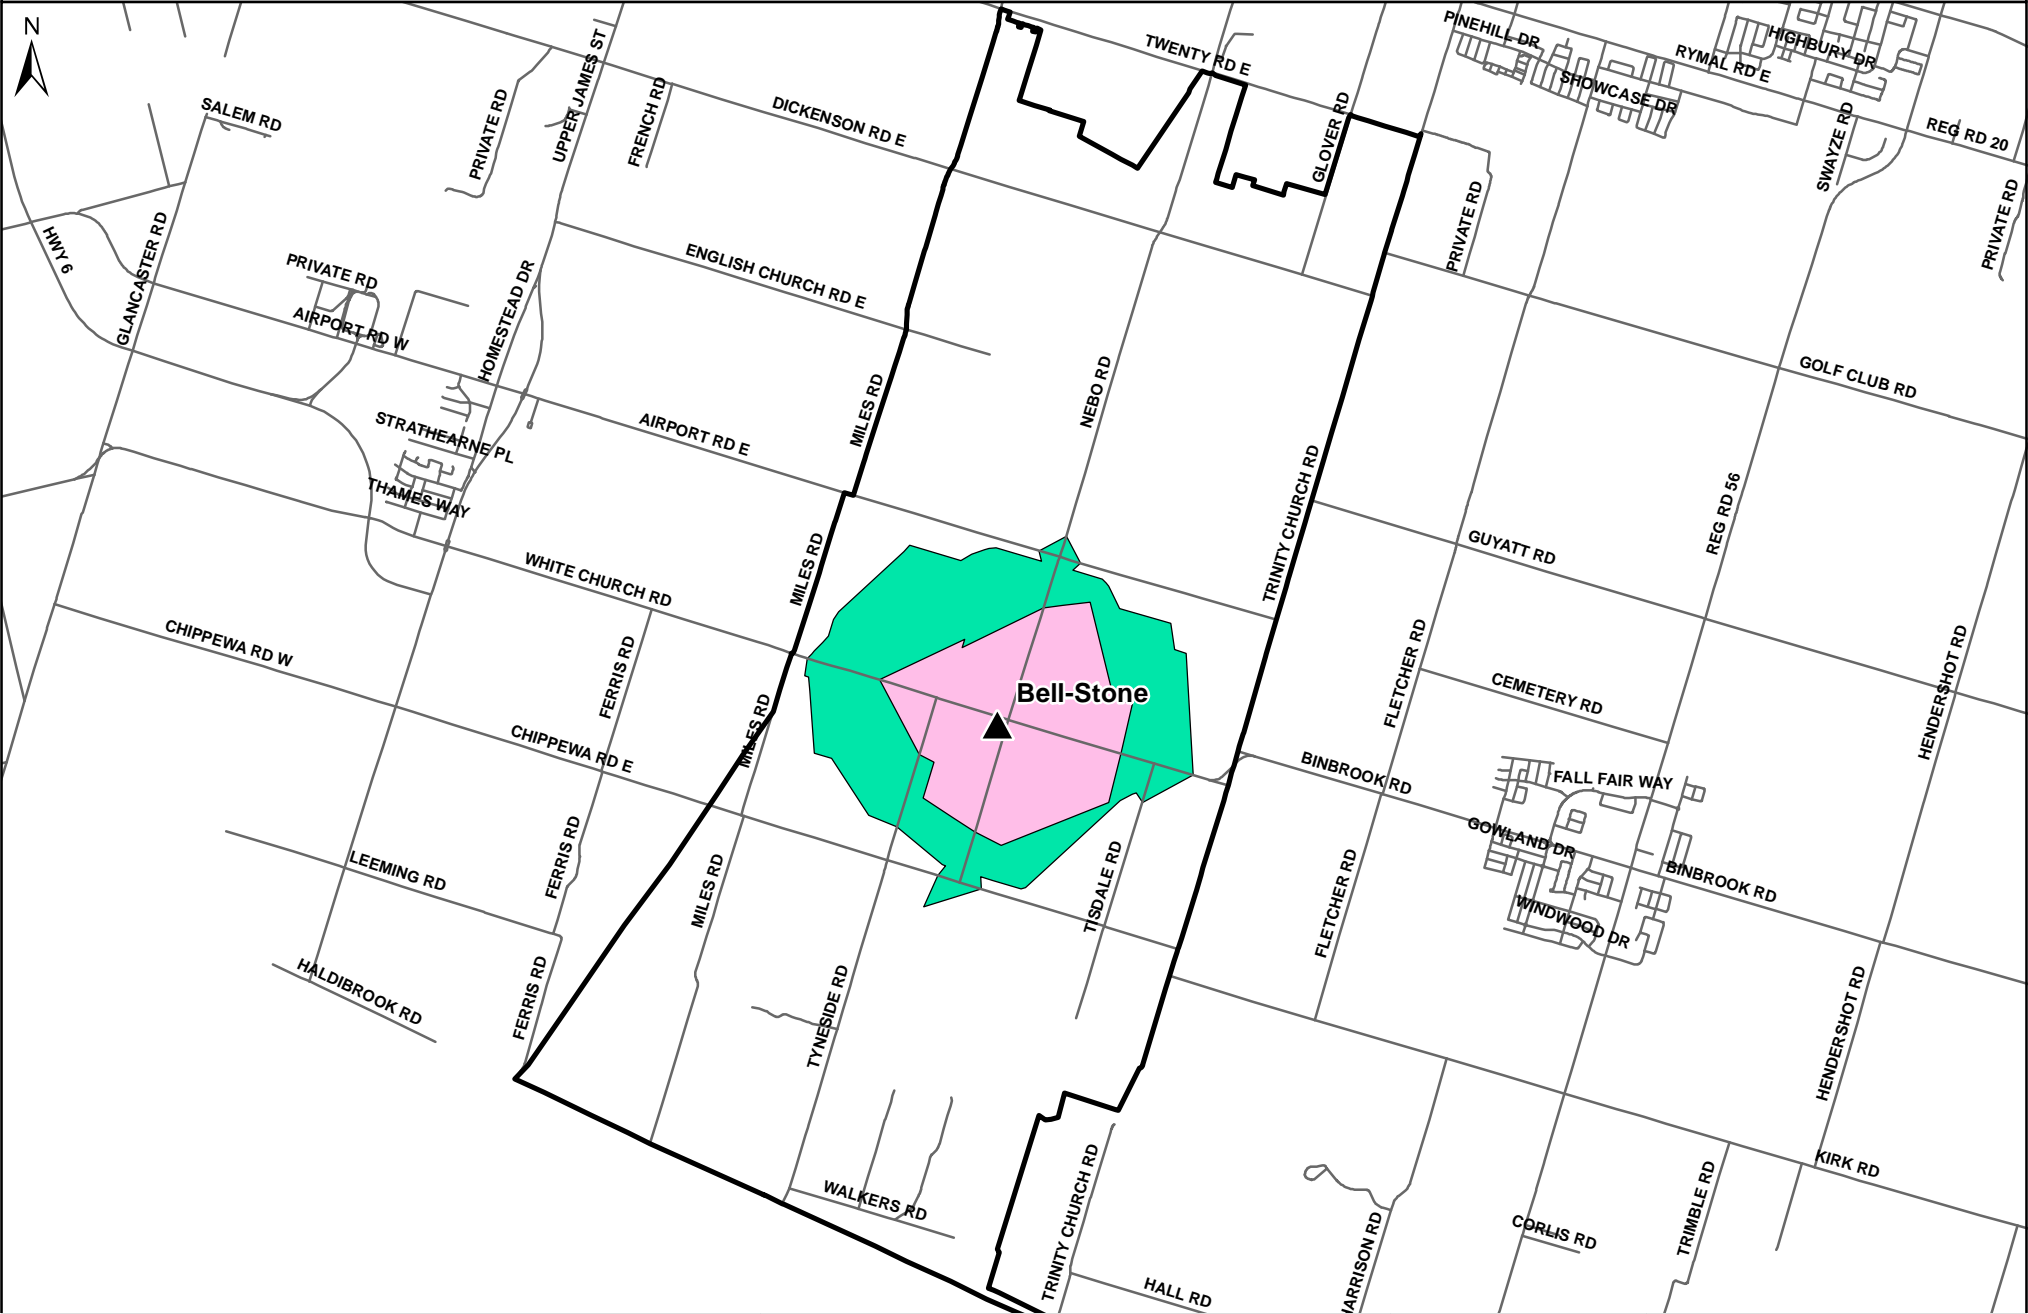 N
SALEM RD
PRIVATE RD
UPPER JAMES ST
FRENCH RD
DICKENSON RD E
TWENTY RD E
GLOVER RD
PINEHILL DR
SHOWCASE DR
RYMAL RD E
HIGHBURY DR
SWAYZE RD
REG RD 20
PRIVATE RD
PRIVATE RD
HWY 6
GLANCASTER RD
PRIVATE RD
AIRPORT RD W
HOMESTEAD DR
ENGLISH CHURCH RD E
MILES RD
NEBO RD
GOLF CLUB RD
STRATHEARNE PL
THAMES WAY
AIRPORT RD E
TRINITY CHURCH RD
REG RD 56
GUYATT RD
WHITE CHURCH RD
MILES RD
CHIPPEWA RD W
FERRIS RD
FLETCHER RD
CEMETERY RD
HENDERSHOT RD
Bell-Stone
MILES RD
CHIPPEWA RD E
BINBROOK RD
FALL FAIR WAY
GOWLAND DR
BINBROOK RD
WINDWOOD DR
LEEMING RD
FERRIS RD
MILES RD
TISDALE RD
FLETCHER RD
HALDIBROOK RD
FERRIS RD
TYNESIDE RD
HENDERSHOT RD
WALKERS RD
TRINITY CHURCH RD
HALL RD
HARRISON RD
CORLIS RD
TRIMBLE RD
KIRK RD